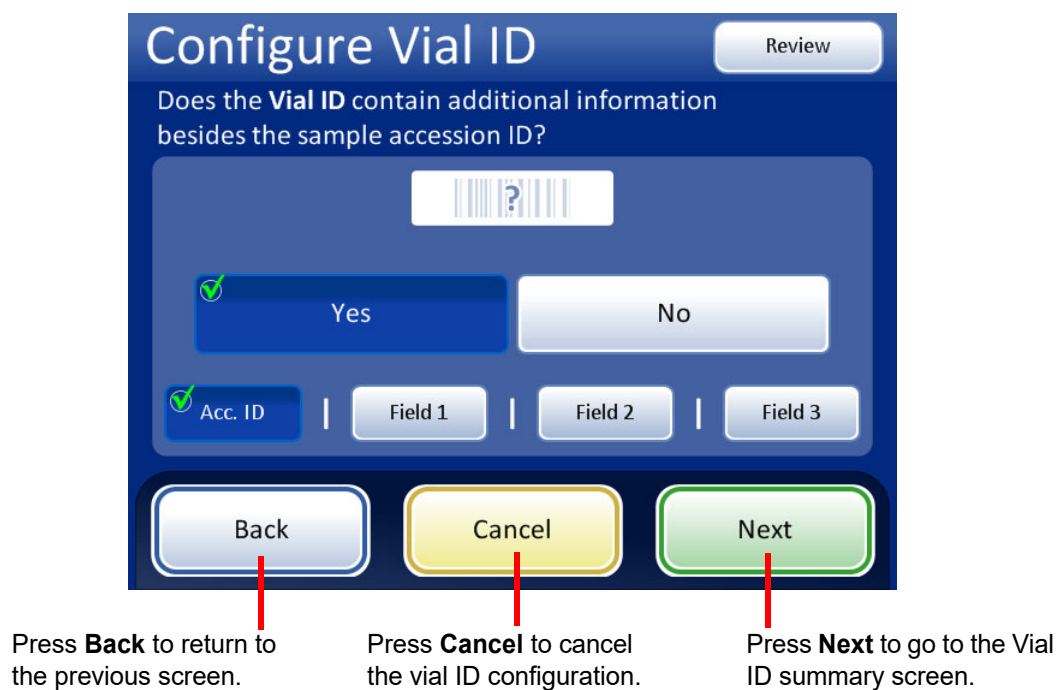 Configure Vial ID
Review
Does the Vial ID contain additional information
besides the sample accession ID?
?
Yes
No
Acc. ID | Field 1 | Field 2 | Field 3
Back
Cancel
Next
Press Back to return to
the previous screen.
Press Cancel to cancel
the vial ID configuration.
Press Next to go to the Vial
ID summary screen.